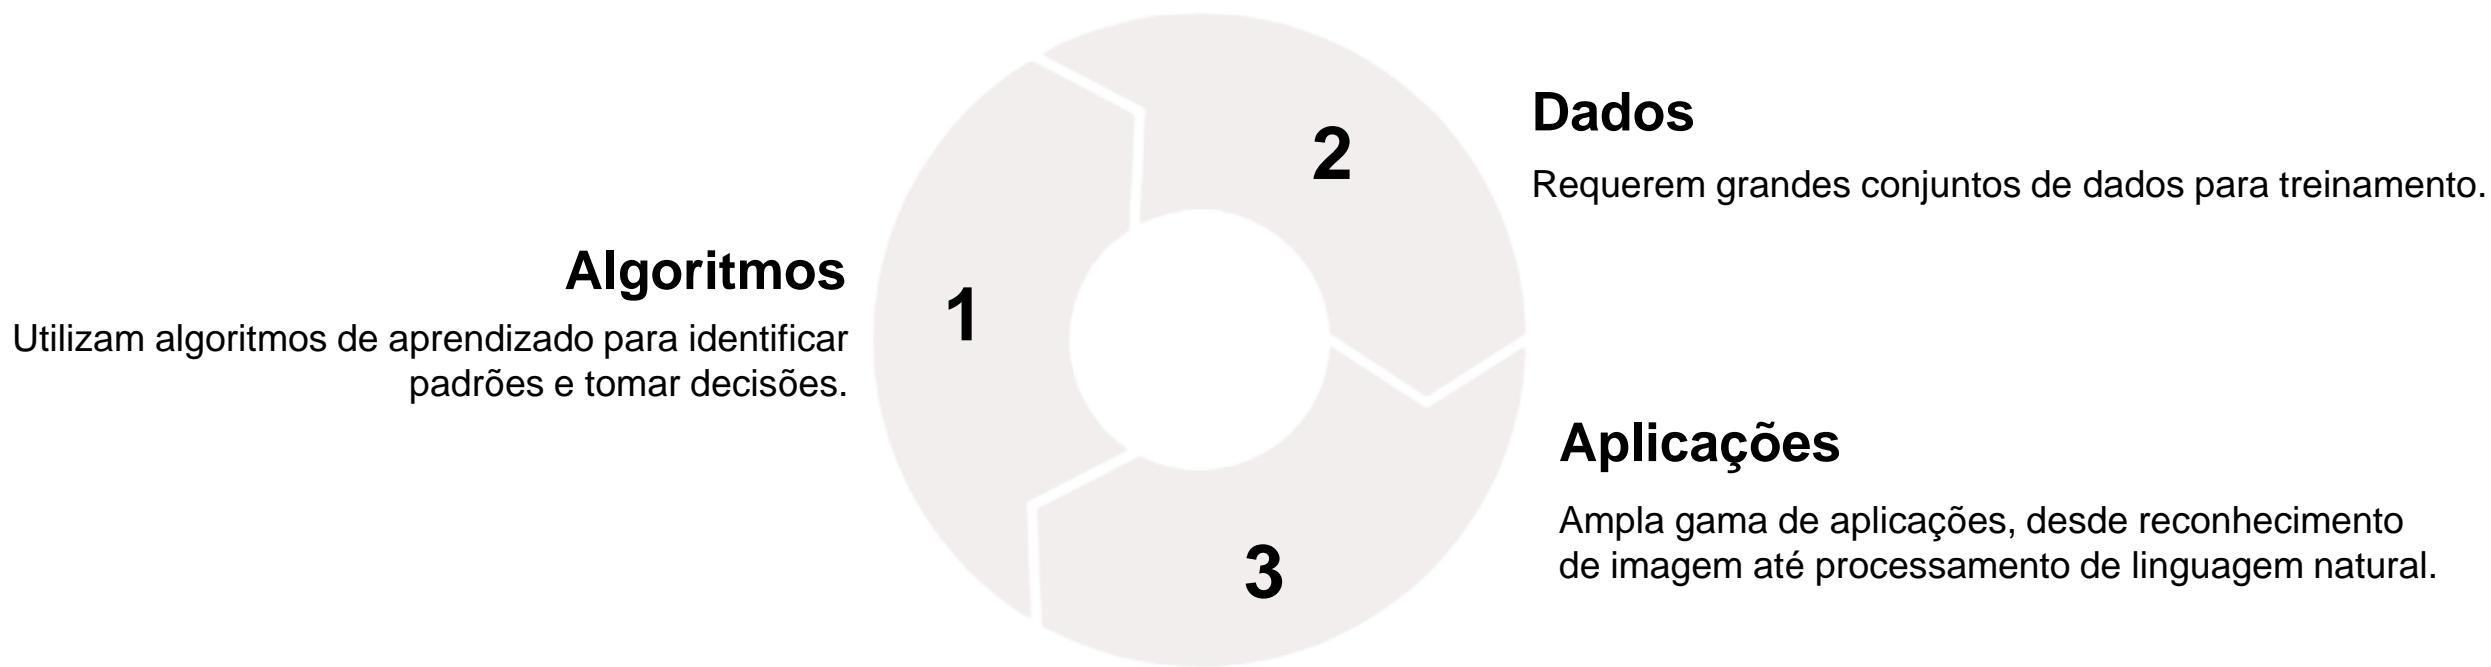 1
Algoritmos
Utilizam algoritmos de aprendizado para identificar
padrões e tomar decisões.
2
Dados
Requerem grandes conjuntos de dados para treinamento.
3
Aplicações
Ampla gama de aplicações, desde reconhecimento
de imagem até processamento de linguagem natural.